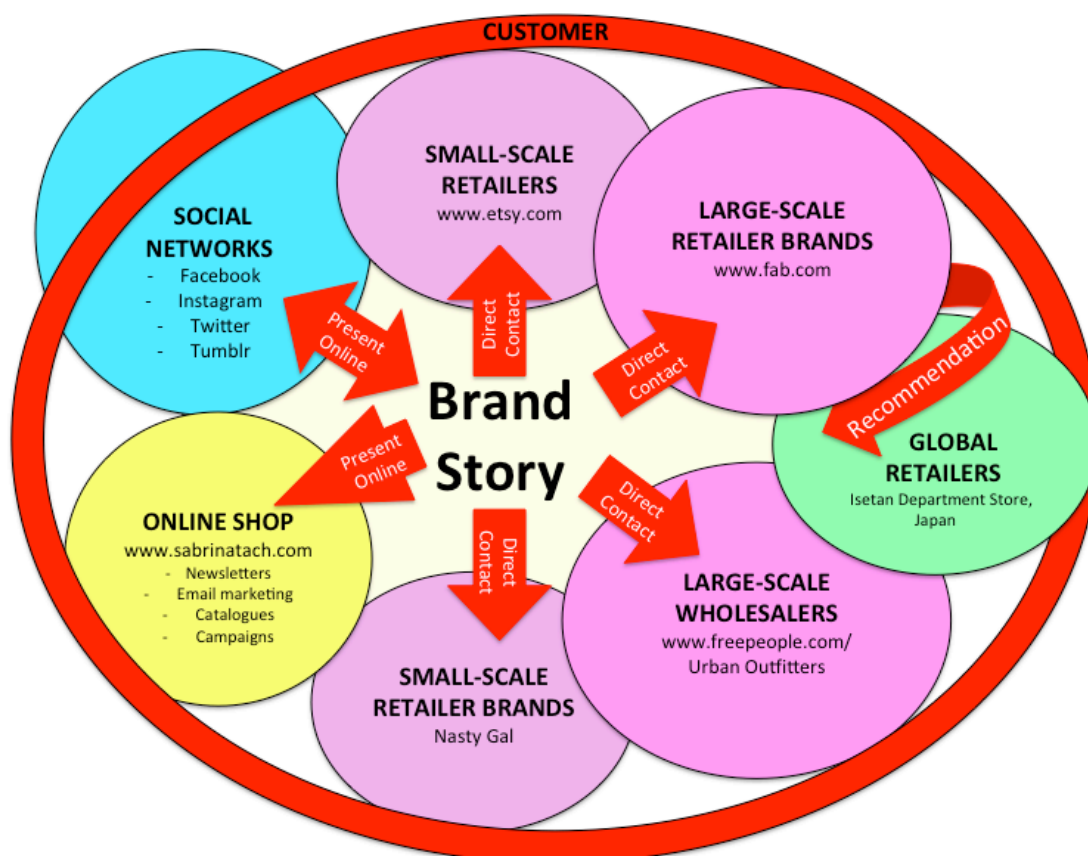 CUSTOMER
SMALL-SCALE
RETAILERS
www.etsy.com
LARGE-SCALE
RETAILER BRANDS
www.fab.com
SOCIAL
NETWORKS
- Facebook
- Instagram
- Twitter
- Tumblr
Present
Online
Direct
Contact
Direct
Contact
Recommendation
Brand
Story
GLOBAL
RETAILERS
Isetan Department Store,
Japan
Present
Online
Direct
Contact
ONLINE SHOP
www.sabrinatach.com
- Newsletters
- Email marketing
- Catalogues
- Campaigns
Direct
Contact
LARGE-SCALE
WHOLESALERS
www.freepeople.com/
Urban Outfitters
SMALL-SCALE
RETAILER BRANDS
Nasty Gal